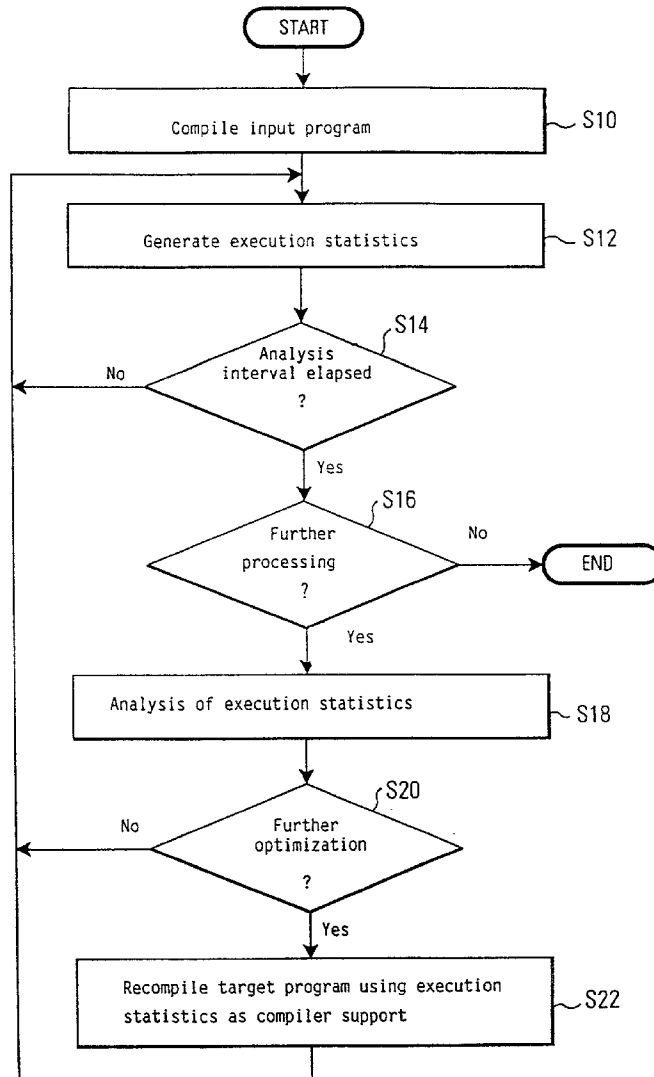 START
Compile input program
S10
Generate execution statistics
S12
S14
Analysis
interval elapsed
?
No
Yes
S16
Further
processing
?
No
END
Yes
Analysis of execution statistics
S18
S20
Further
optimization
?
No
Yes
Recompile target program using execution
statistics as compiler support
S22